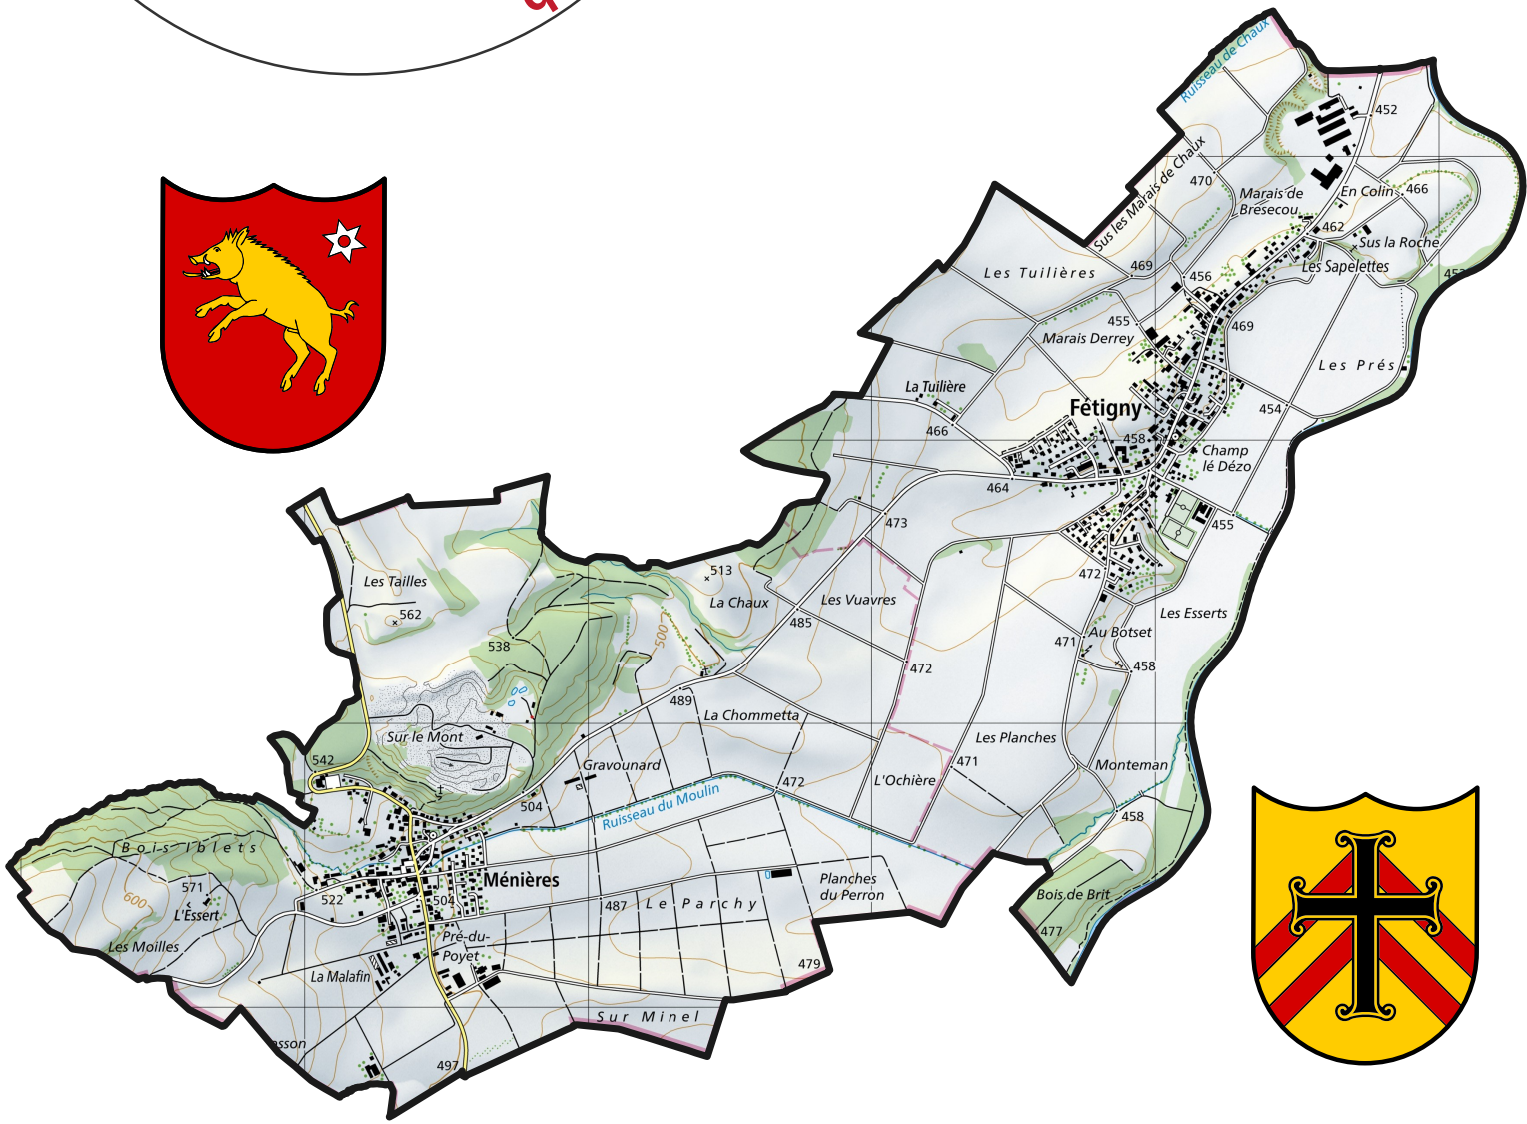 Ruisseau de Chaux
452
Sus les Marais de Chaux
470
Marais de
Brésecou
En Colin
466
462
Sus la Roche
Les Sapelettes
Les Tuilières
469
456
455
469
Marais Derrey
Les Prés
La Tuilière
Fétigny
454
466
458
Champ
lé Dézo
464
473
455
513
472
Les Tailles
La Chaux
Les Vuavres
562
485
Les Esserts
500
Au Botset
538
471
472
458
489
La Chommetta
Sur le Mont
Les Planches
542
Gravounard
471
Monteman
472
L'Ochière
504
Ruisseau du Moulin
458
Bois Iblets
Ménières
Planches
du Perron
571
Bois de Brit
600
522
504
487
Le Parchy
L'Essert
477
Les Moilles
Pré-du-
Poyet
La Malafin
479
Sur Minel
osson
497